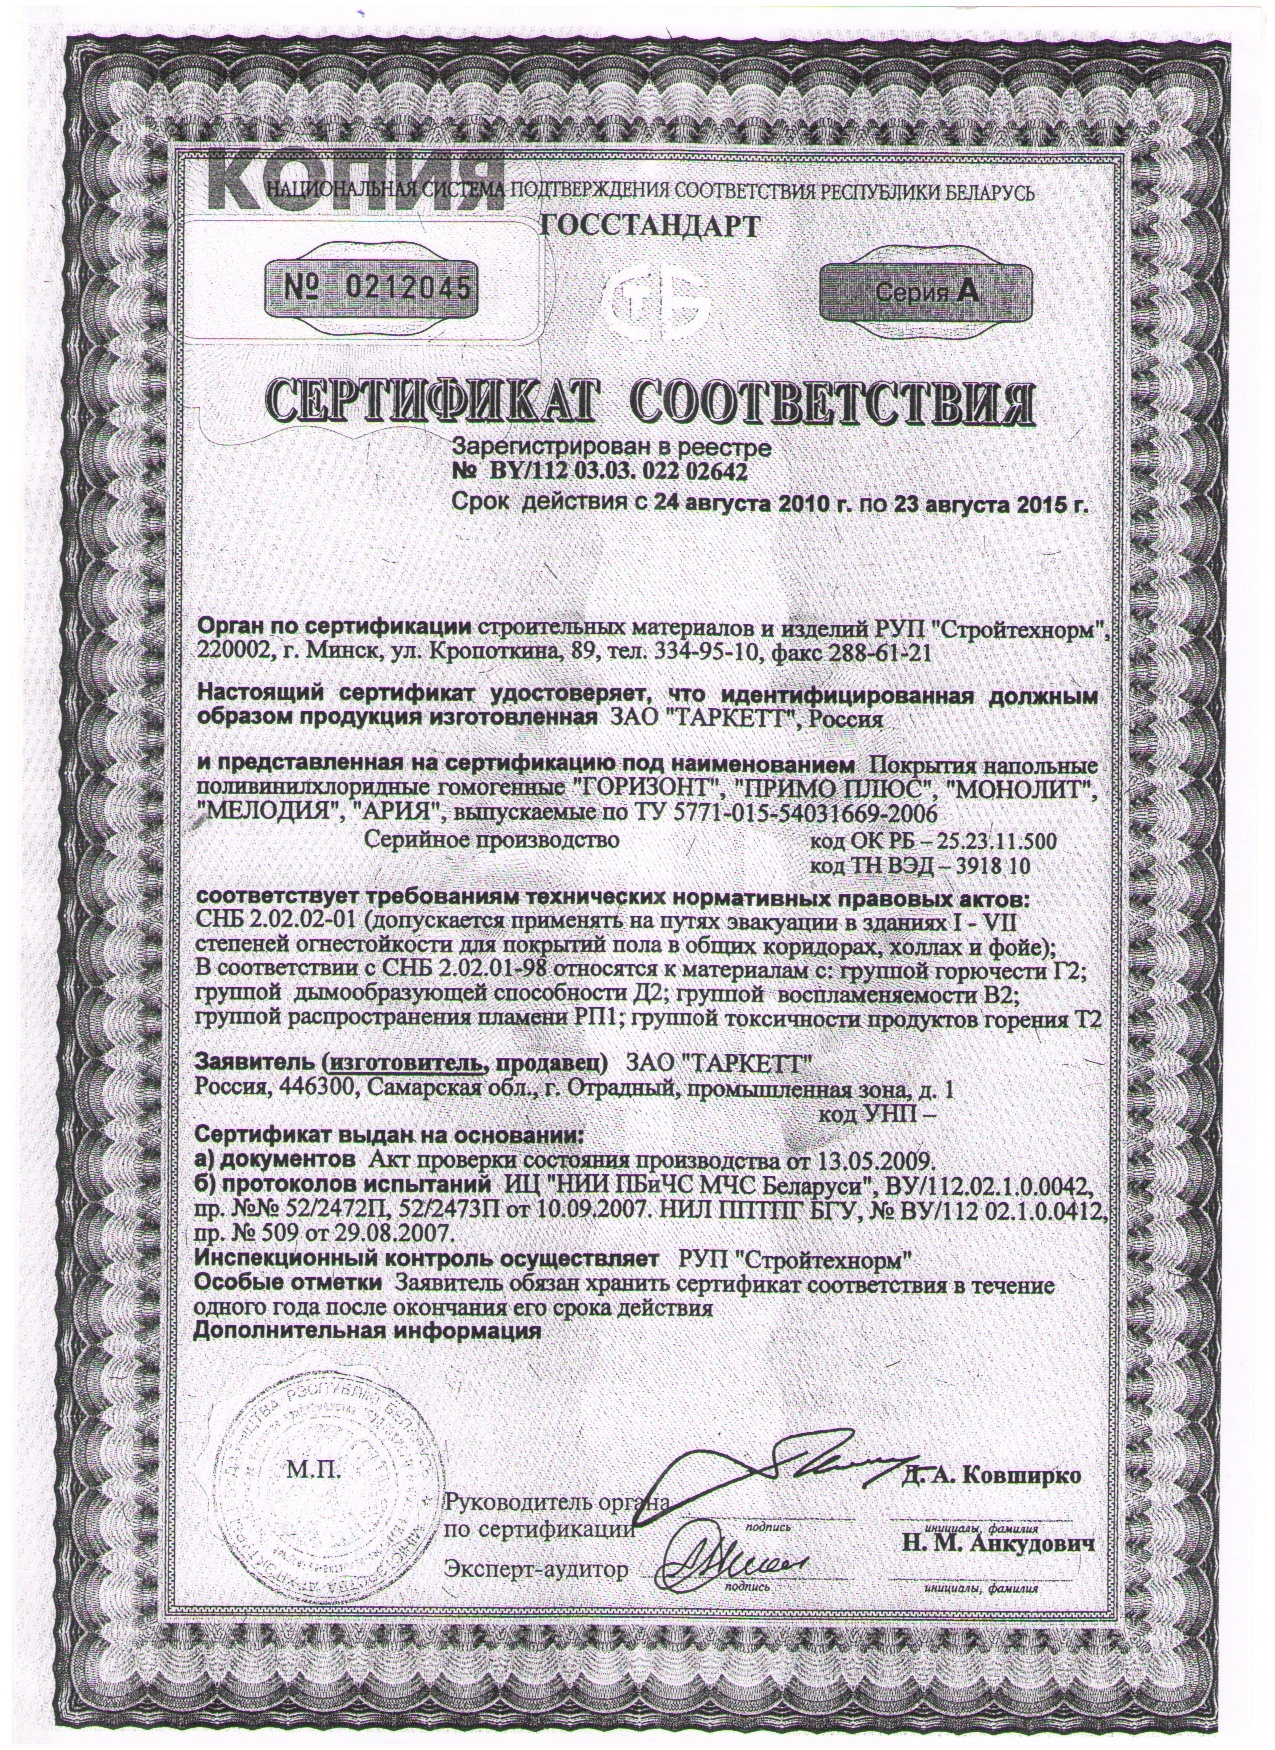 КОПИЯ
НАЦИОНАЛЬНАЯ СИСТЕМА ПОДТВЕРЖДЕНИЯ СООТВЕТСТВИЯ РЕСПУБЛИКИ БЕЛАРУСЬ
ГОССТАНДАРТ
№ 0212045
СТБ
Серия А
СЕРТИФИКАТ СООТВЕТСТВИЯ
Зарегистрирован в реестре
№ BY/112 03.03. 022 02642
Срок действия с 24 августа 2010 г. по 23 августа 2015 г.
Орган по сертификации строительных материалов и изделий РУП "Стройтехнорм",
220002, г. Минск, ул. Кропоткина, 89, тел. 334-95-10, факс 288-61-21
Настоящий сертификат удостоверяет, что идентифицированная должным
образом продукция изготовленная ЗАО "ТАРКЕТТ", Россия
и представленная на сертификацию под наименованием Покрытия напольные
поливинилхлоридные гомогенные "ГОРИЗОНТ", "ПРИМО ПЛЮС", "МОНОЛИТ",
"МЕЛОДИЯ", "АРИЯ", выпускаемые по ТУ 5771-015-54031669-2006
Серийное производство код ОК РБ – 25.23.11.500
код ТН ВЭД – 3918 10
соответствует требованиям технических нормативных правовых актов:
СНБ 2.02.02-01 (допускается применять на путях эвакуации в зданиях I - VII
степеней огнестойкости для покрытий пола в общих коридорах, холлах и фойе);
В соответствии с СНБ 2.02.01-98 относятся к материалам с: группой горючести Г2;
группой дымообразующей способности Д2; группой воспламеняемости В2;
группой распространения пламени РП1; группой токсичности продуктов горения Т2
Заявитель (изготовитель, продавец) ЗАО "ТАРКЕТТ"
Россия, 446300, Самарская обл., г. Отрадный, промышленная зона, д. 1
код УНП –
Сертификат выдан на основании:
а) документов Акт проверки состояния производства от 13.05.2009.
б) протоколов испытаний ИЦ "НИИ ПБиЧС МЧС Беларуси", BY/112.02.1.0.0042,
пр. №№ 52/2472П, 52/2473П от 10.09.2007. НИЛ ППТПГ БГУ, № BY/112 02.1.0.0412,
пр. № 509 от 29.08.2007.
Инспекционный контроль осуществляет РУП "Стройтехнорм"
Особые отметки Заявитель обязан хранить сертификат соответствия в течение
одного года после окончания его срока действия
Дополнительная информация
М.П.
Д. А. Ковширко
Руководитель органа
по сертификации
подпись
инициалы, фамилия
Н. М. Анкудович
Эксперт-аудитор
подпись
инициалы, фамилия